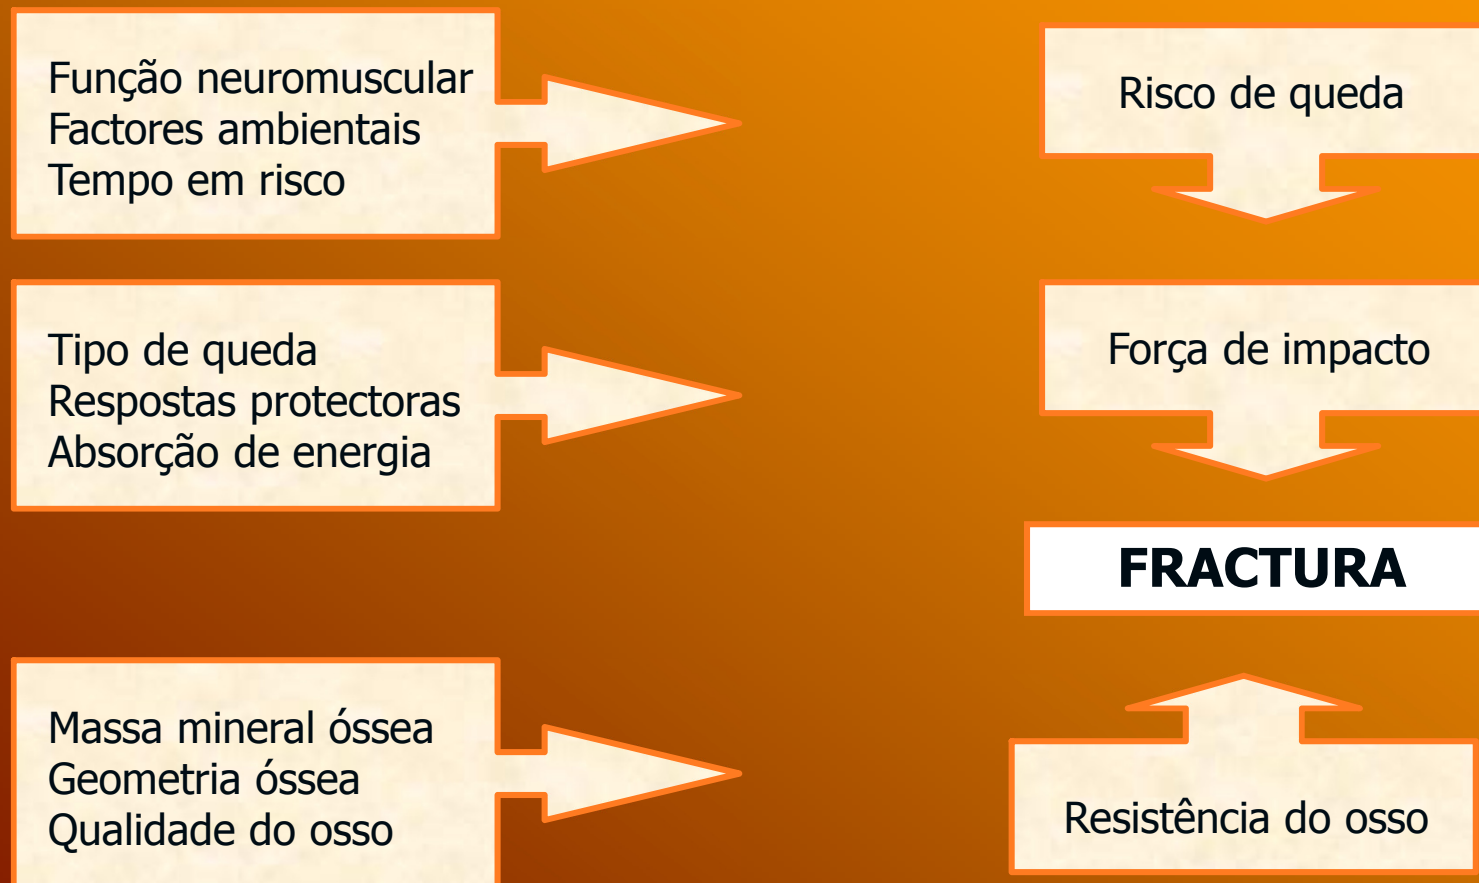 Função neuromuscular
Factores ambientais
Tempo em risco
Risco de queda
Tipo de queda
Respostas protectoras
Absorção de energia
Força de impacto
FRACTURA
Massa mineral óssea
Geometria óssea
Qualidade do osso
Resistência do osso